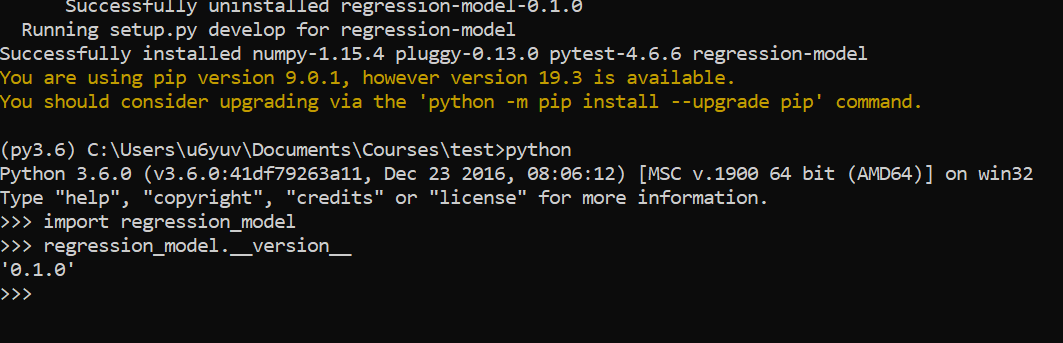 Successfully uninstalled regression-model-0.1.0
Running setup.py develop for regression-model
Successfully installed numpy-1.15.4 pluggy-0.13.0 pytest-4.6.6 regression-model
You are using pip version 9.0.1, however version 19.3 is available.
You should consider upgrading via the 'python -m pip install --upgrade pip' command.
(py3.6) C:\Users\u6yuv\Documents\Courses\test>python
Python 3.6.0 (v3.6.0:41df79263a11, Dec 23 2016, 08:06:12) [MSC v.1900 64 bit (AMD64)] on win32
Type "help", "copyright", "credits" or "license" for more information.
>>> import regression_model
>>> regression_model.__version__
'0.1.0'
>>>